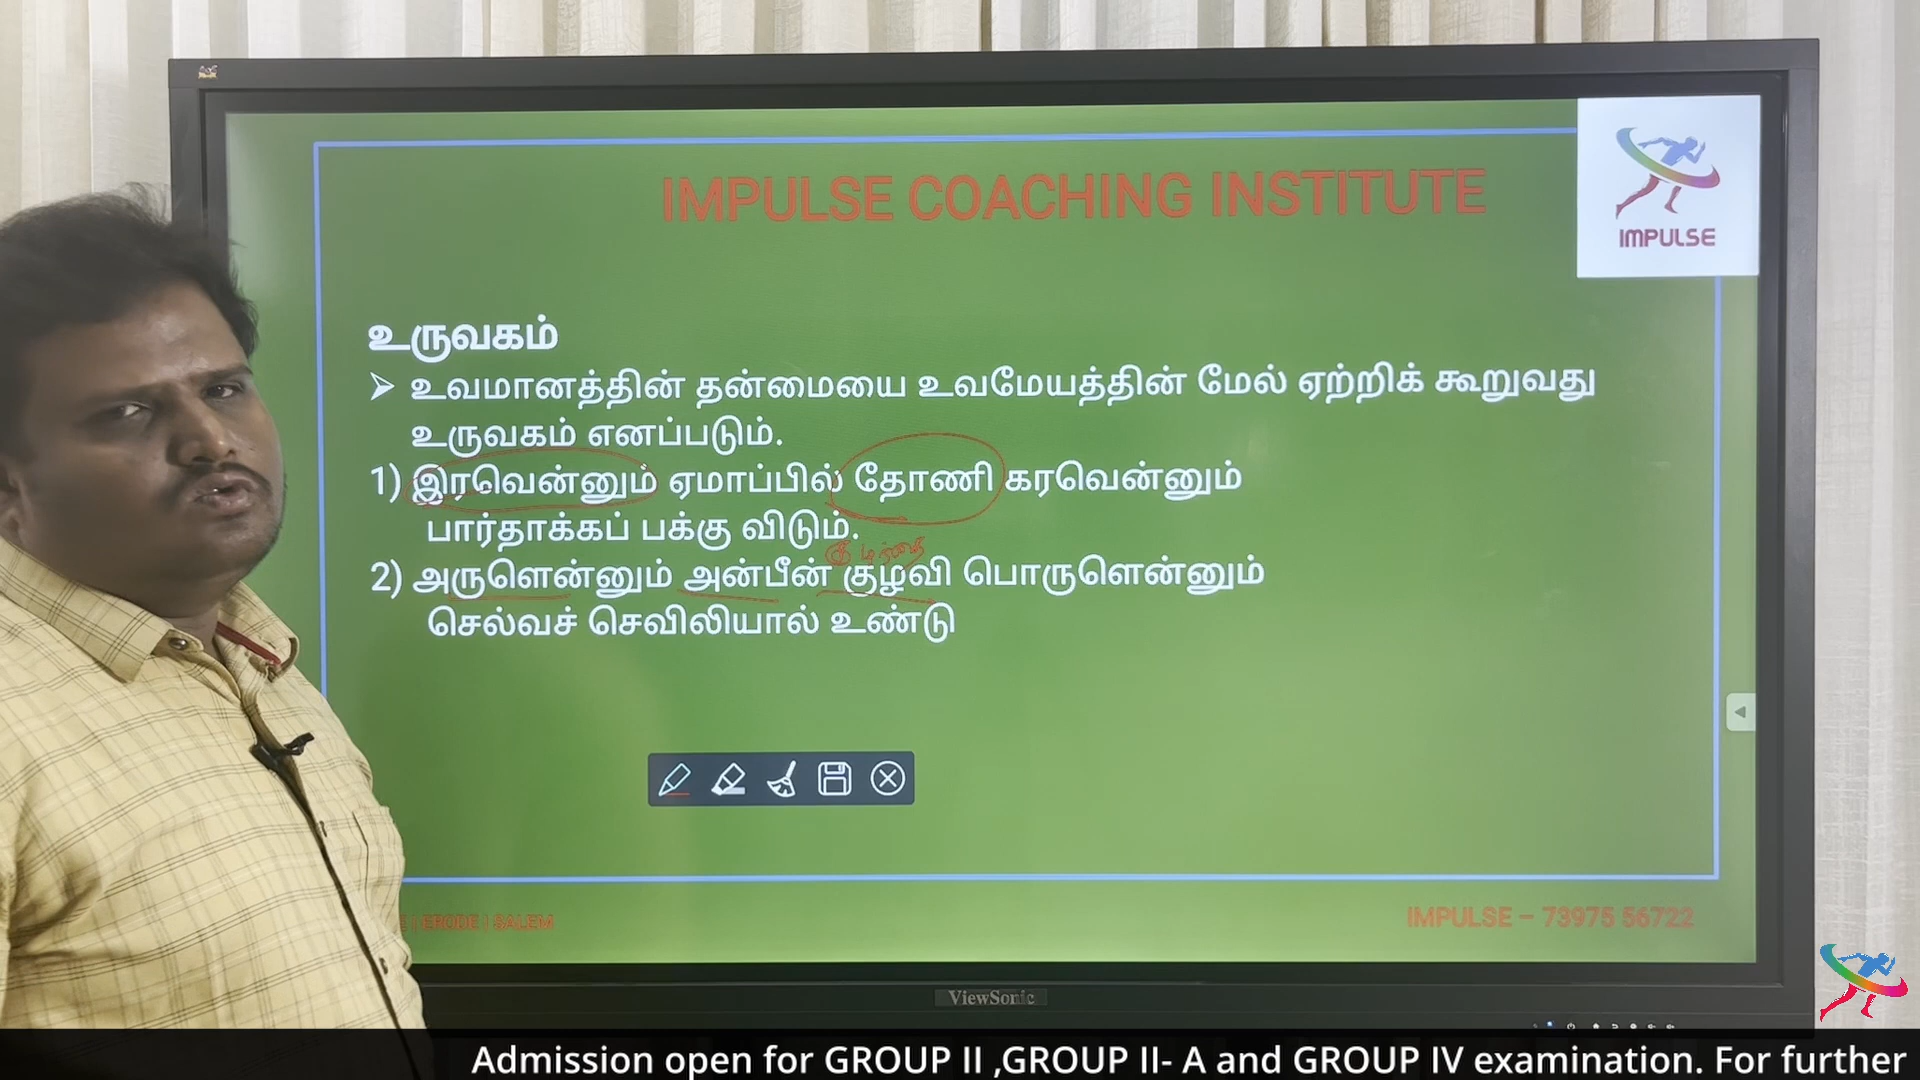 IMPULSE COACHING INSTITUTE
IMPULSE
உருவகம்
➢ உவமானத்தின் தன்மையை உவமேயத்தின் மேல் ஏற்றிக் கூறுவது
உருவகம் எனப்படும்.
1) இரவென்னும் ஏமாப்பில் தோணி கரவென்னும்
பார்தாக்கப் பக்கு விடும்.
குழந்தை
2) அருளென்னும் அன்பீன் குழவி பொருளென்னும்
செல்வச் செவிலியால் உண்டு
| ERODE | SALEM
IMPULSE – 73975 56722
ViewSonic
Admission open for GROUP II ,GROUP II- A and GROUP IV examination. For further